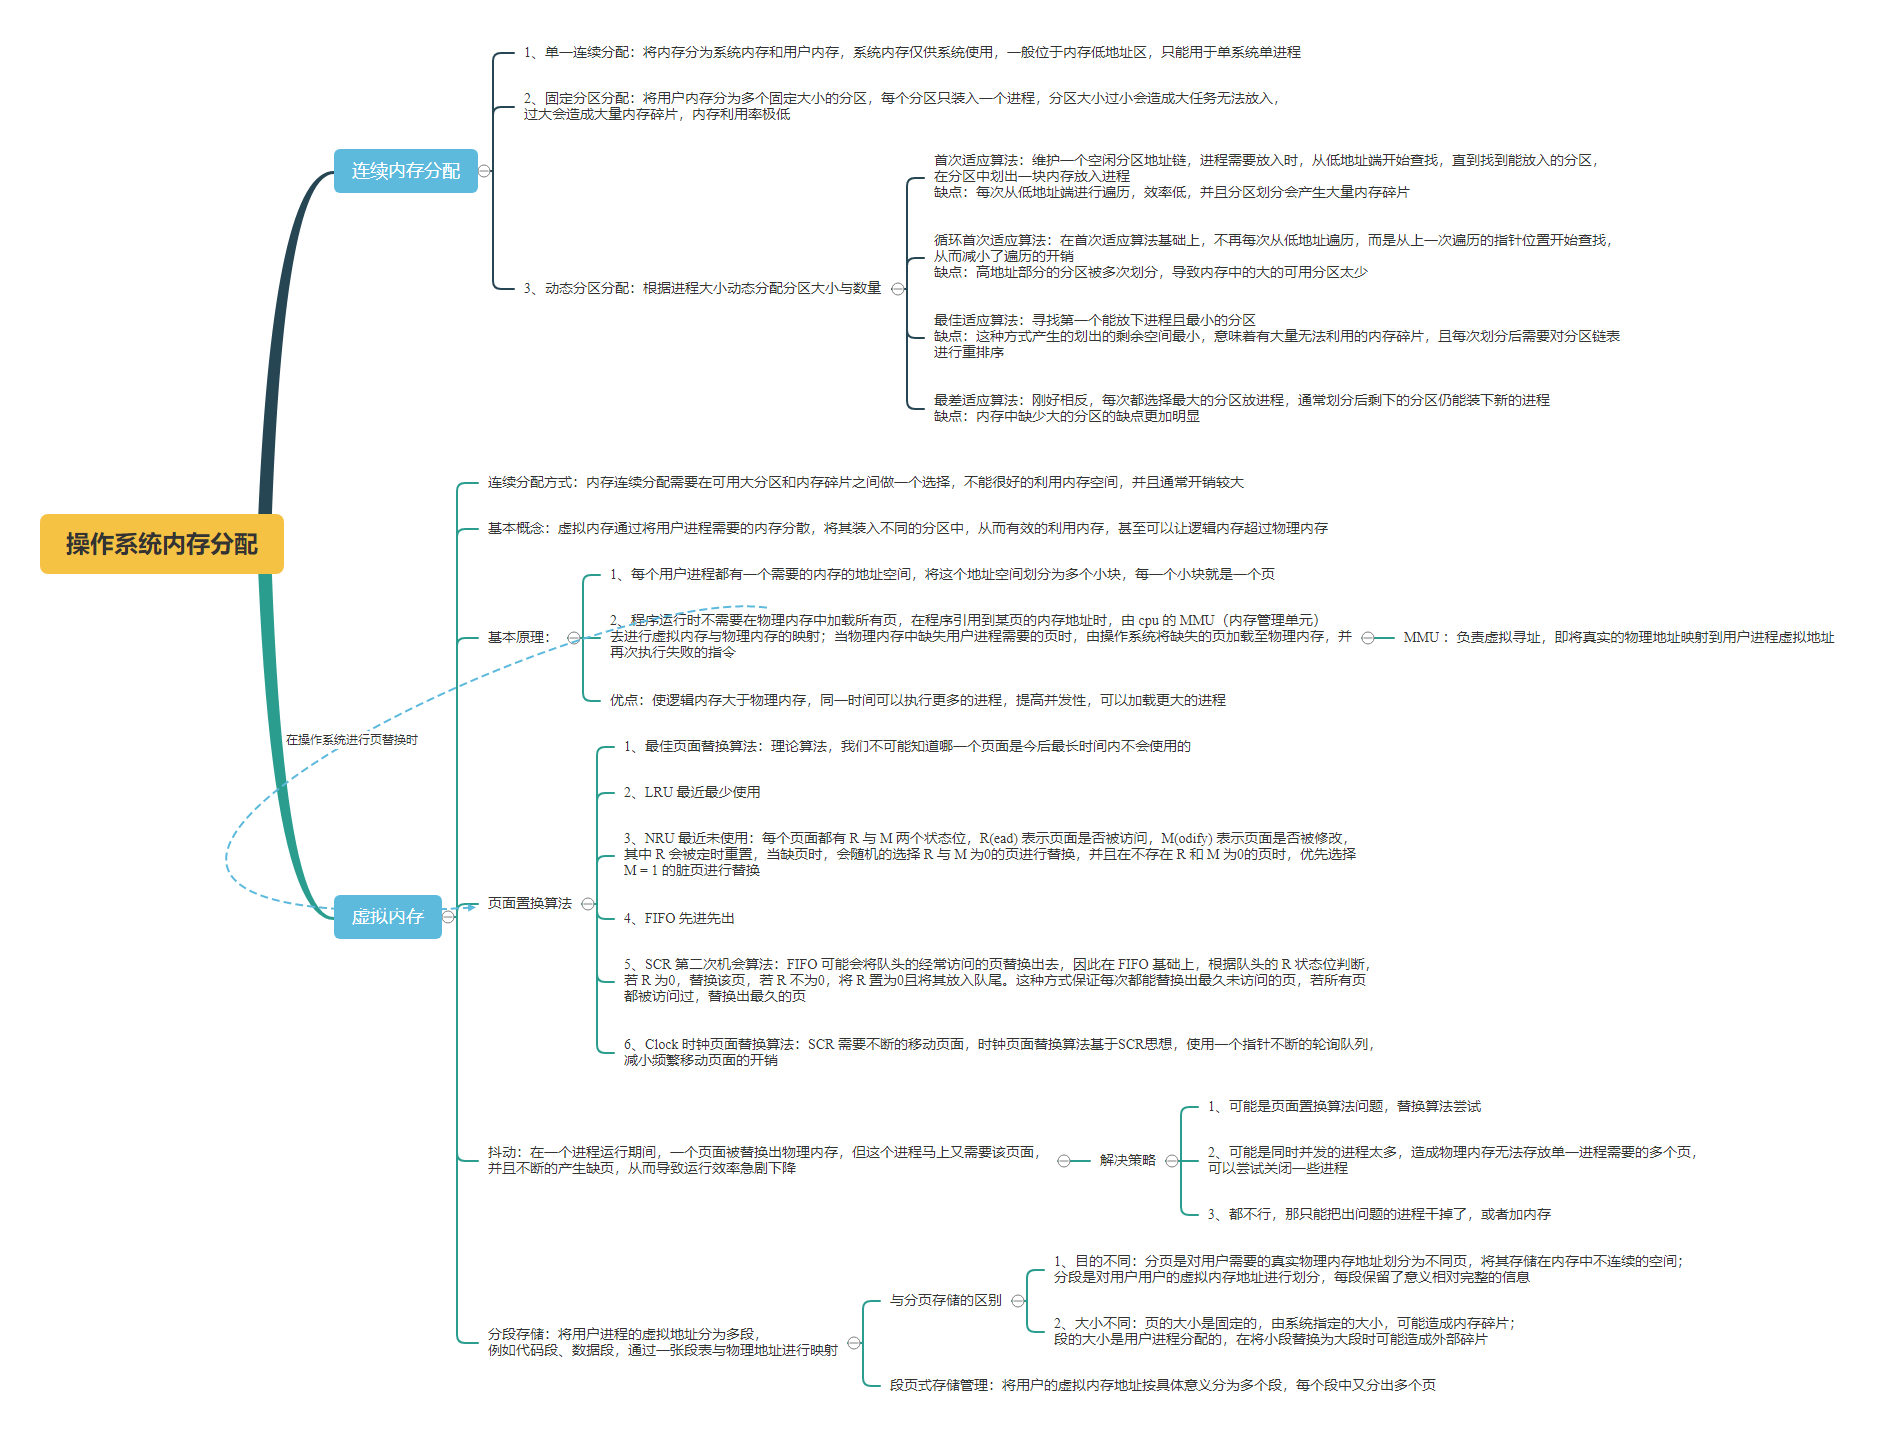 1、单一连续分配：将内存分为系统内存和用户内存，系统内存仅供系统使用，一般位于内存低地址区，只能用于单系统单进程
2、固定分区分配：将用户内存分为多个固定大小的分区，每个分区只装入一个进程，分区大小过小会造成大任务无法放入，
过大会造成大量内存碎片，内存利用率极低
连续内存分配
首次适应算法：维护一个空闲分区地址链，进程需要放入时，从低地址端开始查找，直到找到能放入的分区，
在分区中划出一块内存放入进程
缺点：每次从低地址端进行遍历，效率低，并且分区划分会产生大量内存碎片
循环首次适应算法：在首次适应算法基础上，不再每次从低地址遍历，而是从上一次遍历的指针位置开始查找，
从而减小了遍历的开销
缺点：高地址部分的分区被多次划分，导致内存中的大的可用分区太少
3、动态分区分配：根据进程大小动态分配分区大小与数量
最佳适应算法：寻找第一个能放下进程且最小的分区
缺点：这种方式产生的划出的剩余空间最小，意味着有大量无法利用的内存碎片，且每次划分后需要对分区链表
进行重排序
最差适应算法：刚好相反，每次都选择最大的分区放进程，通常划分后剩下的分区仍能装下新的进程
缺点：内存中缺少大的分区的缺点更加明显
操作系统内存分配
连续分配方式：内存连续分配需要在可用大分区和内存碎片之间做一个选择，不能很好的利用内存空间，并且通常开销较大
基本概念：虚拟内存通过将用户进程需要的内存分散，将其装入不同的分区中，从而有效的利用内存，甚至可以让逻辑内存超过物理内存
1、每个用户进程都有一个需要的内存的地址空间，将这个地址空间划分为多个小块，每一个小块就是一个页
基本原理：
2、程序运行时不需要在物理内存中加载所有页，在程序引用到某页的内存地址时，由 cpu 的 MMU（内存管理单元）
去进行虚拟内存与物理内存的映射；当物理内存中缺失用户进程需要的页时，由操作系统将缺失的页加载至物理内存，并
再次执行失败的指令
MMU ：负责虚拟寻址，即将真实的物理地址映射到用户进程虚拟地址
优点：使逻辑内存大于物理内存，同一时间可以执行更多的进程，提高并发性，可以加载更大的进程
在操作系统进行页替换时
1、最佳页面替换算法：理论算法，我们不可能知道哪一个页面是今后最长时间内不会使用的
2、LRU 最近最少使用
3、NRU 最近未使用：每个页面都有 R 与 M 两个状态位，R(ead) 表示页面是否被访问，M(odify) 表示页面是否被修改，
其中 R 会被定时重置，当缺页时，会随机的选择 R 与 M 为0的页进行替换，并且在不存在 R 和 M 为0的页时，优先选择
M = 1 的脏页进行替换
页面置换算法
虚拟内存
4、FIFO 先进先出
5、SCR 第二次机会算法：FIFO 可能会将队头的经常访问的页替换出去，因此在 FIFO 基础上，根据队头的 R 状态位判断，
若 R 为0，替换该页，若 R 不为0，将 R 置为0且将其放入队尾。这种方式保证每次都能替换出最久未访问的页，若所有页
都被访问过，替换出最久的页
6、Clock 时钟页面替换算法：SCR 需要不断的移动页面，时钟页面替换算法基于SCR思想，使用一个指针不断的轮询队列，
减小频繁移动页面的开销
抖动：在一个进程运行期间，一个页面被替换出物理内存，但这个进程马上又需要该页面，
并且不断的产生缺页，从而导致运行效率急剧下降
解决策略
1、可能是页面置换算法问题，替换算法尝试
2、可能是同时并发的进程太多，造成物理内存无法存放单一进程需要的多个页，
可以尝试关闭一些进程
3、都不行，那只能把出问题的进程干掉了，或者加内存
分段存储：将用户进程的虚拟地址分为多段，
例如代码段、数据段，通过一张段表与物理地址进行映射
与分页存储的区别
1、目的不同：分页是对用户需要的真实物理内存地址划分为不同页，将其存储在内存中不连续的空间；
分段是对用户用户的虚拟内存地址进行划分，每段保留了意义相对完整的信息
2、大小不同：页的大小是固定的，由系统指定的大小，可能造成内存碎片；
段的大小是用户进程分配的，在将小段替换为大段时可能造成外部碎片
段页式存储管理：将用户的虚拟内存地址按具体意义分为多个段，每个段中又分出多个页